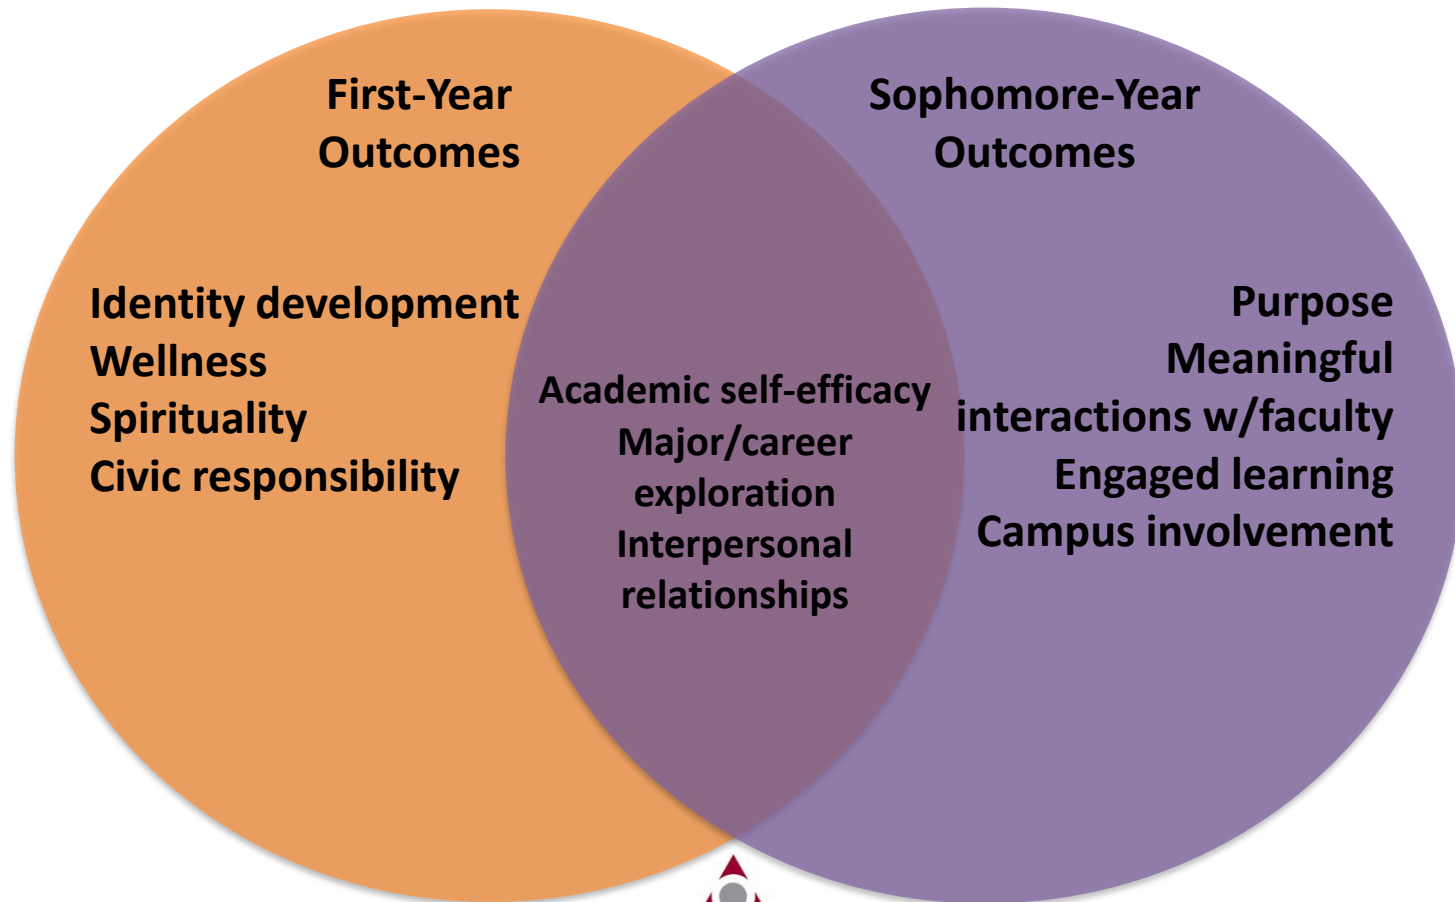 First-Year
Outcomes
Sophomore-Year
Outcomes
Identity development
Wellness
Spirituality
Civic responsibility
Academic self-efficacy
Major/career
exploration
Interpersonal
relationships
Purpose
Meaningful
interactions w/faculty
Engaged learning
Campus involvement